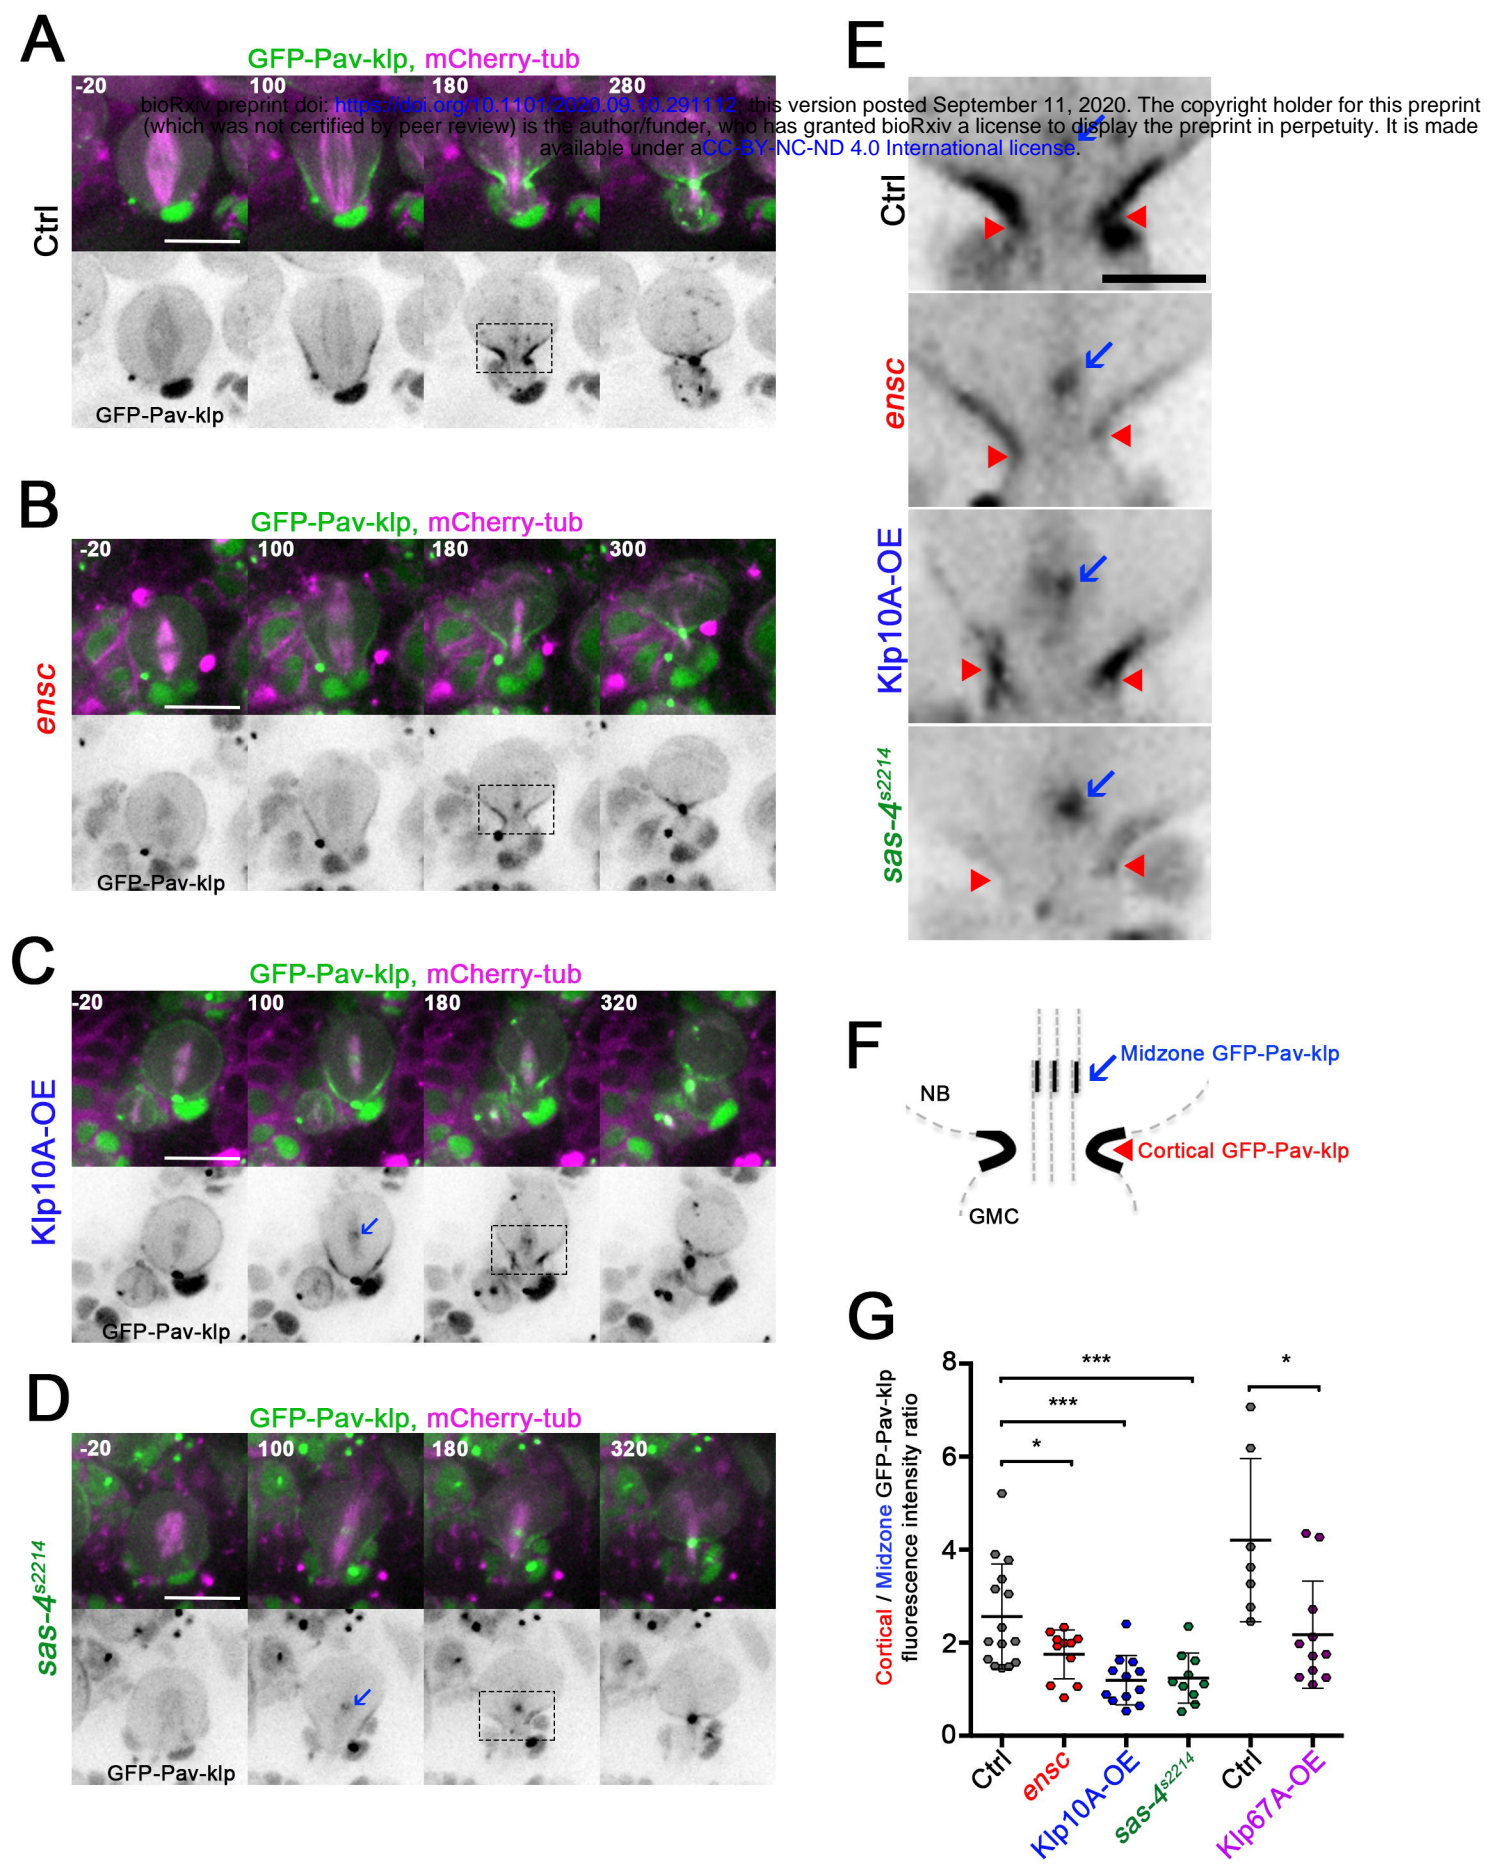 A
GFP-Pav-klp, mCherry-tub
-20 100 180 280
bioRxiv preprint doi: https://doi.org/10.1101/2020.09.10.291112; this version posted September 11, 2020. The copyright holder for this preprint
(which was not certified by peer review) is the author/funder, who has granted bioRxiv a license to display the preprint in perpetuity. It is made
available under aCC-BY-NC-ND 4.0 International license.
Ctrl
GFP-Pav-klp
B
GFP-Pav-klp, mCherry-tub
-20 100 180 300
ensc
GFP-Pav-klp
C
GFP-Pav-klp, mCherry-tub
-20 100 180 320
Klp10A-OE
GFP-Pav-klp
D
GFP-Pav-klp, mCherry-tub
-20 100 180 320
sas-4s2214
GFP-Pav-klp
E
Ctrl
ensc
Klp10A-OE
sas-4s2214
F
Midzone GFP-Pav-klp
NB
Cortical GFP-Pav-klp
GMC
G
Cortical / Midzone GFP-Pav-klp
fluorescence intensity ratio
8
6
4
2
0
***
***
*
*
Ctrl
ensc
Klp10A-OE
sas-4s2214
Ctrl
Klp67A-OE